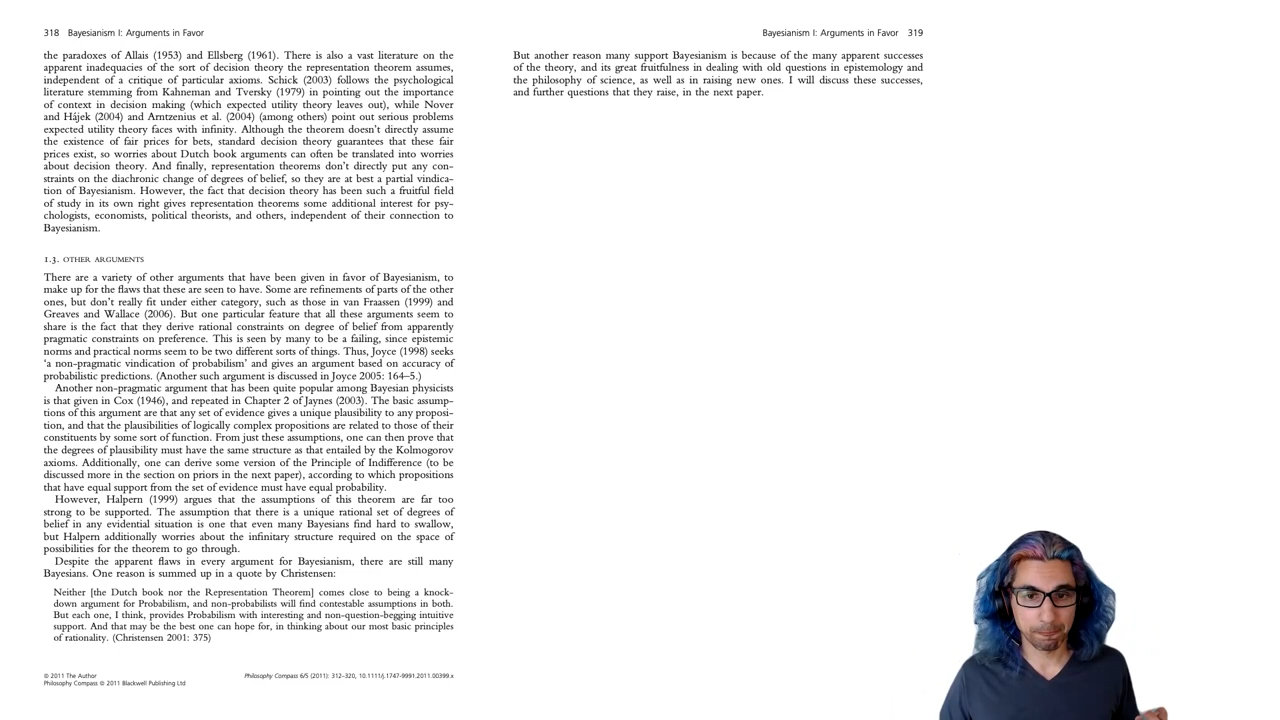 318 Bayesianism I: Arguments in Favor
the paradoxes of Allais (1953) and Ellsberg (1961). There is also a vast literature on the
apparent inadequacies of the sort of decision theory the representation theorem assumes,
independent of a critique of particular axioms. Schick (2003) follows the psychological
literature stemming from Kahneman and Tversky (1979) in pointing out the importance
of context in decision making (which expected utility theory leaves out), while Nover
and Hájek (2004) and Arntzenius et al. (2004) (among others) point out serious problems
expected utility theory faces with infinity. Although the theorem doesn't directly assume
the existence of fair prices for bets, standard decision theory guarantees that these fair
prices exist, so worries about Dutch book arguments can often be translated into worries
about decision theory. And finally, representation theorems don't directly put any con-
straints on the diachronic change of degrees of belief, so they are at best a partial vindica-
tion of Bayesianism. However, the fact that decision theory has been such a fruitful field
of study in its own right gives representation theorems some additional interest for psy-
chologists, economists, political theorists, and others, independent of their connection to
Bayesianism.
1.3. OTHER ARGUMENTS
There are a variety of other arguments that have been given in favor of Bayesianism, to
make up for the flaws that these are seen to have. Some are refinements of parts of the other
ones, but don't really fit under either category, such as those in van Fraassen (1999) and
Greaves and Wallace (2006). But one particular feature that all these arguments seem to
share is the fact that they derive rational constraints on degree of belief from apparently
pragmatic constraints on preference. This is seen by many to be a failing, since epistemic
norms and practical norms seem to be two different sorts of things. Thus, Joyce (1998) seeks
'a non-pragmatic vindication of probabilism' and gives an argument based on accuracy of
probabilistic predictions. (Another such argument is discussed in Joyce 2005: 164–5.)
Another non-pragmatic argument that has been quite popular among Bayesian physicists
is that given in Cox (1946), and repeated in Chapter 2 of Jaynes (2003). The basic assump-
tions of this argument are that any set of evidence gives a unique plausibility to any proposi-
tion, and that the plausibilities of logically complex propositions are related to those of their
constituents by some sort of function. From just these assumptions, one can then prove that
the degrees of plausibility must have the same structure as that entailed by the Kolmogorov
axioms. Additionally, one can derive some version of the Principle of Indifference (to be
discussed more in the section on priors in the next paper), according to which propositions
that have equal support from the set of evidence must have equal probability.
However, Halpern (1999) argues that the assumptions of this theorem are far too
strong to be supported. The assumption that there is a unique rational set of degrees of
belief in any evidential situation is one that even many Bayesians find hard to swallow,
but Halpern additionally worries about the infinitary structure required on the space of
possibilities for the theorem to go through.
Despite the apparent flaws in every argument for Bayesianism, there are still many
Bayesians. One reason is summed up in a quote by Christensen:
Neither [the Dutch book nor the Representation Theorem] comes close to being a knock-
down argument for Probabilism, and non-probabilists will find contestable assumptions in both.
But each one, I think, provides Probabilism with interesting and non-question-begging intuitive
support. And that may be the best one can hope for, in thinking about our most basic principles
of rationality. (Christensen 2001: 375)
© 2011 The Author
Philosophy Compass © 2011 Blackwell Publishing Ltd
Philosophy Compass 6/5 (2011): 312–320, 10.1111/j.1747-9991.2011.00399.x
Bayesianism I: Arguments in Favor 319
But another reason many support Bayesianism is because of the many apparent successes
of the theory, and its great fruitfulness in dealing with old questions in epistemology and
the philosophy of science, as well as in raising new ones. I will discuss these successes,
and further questions that they raise, in the next paper.